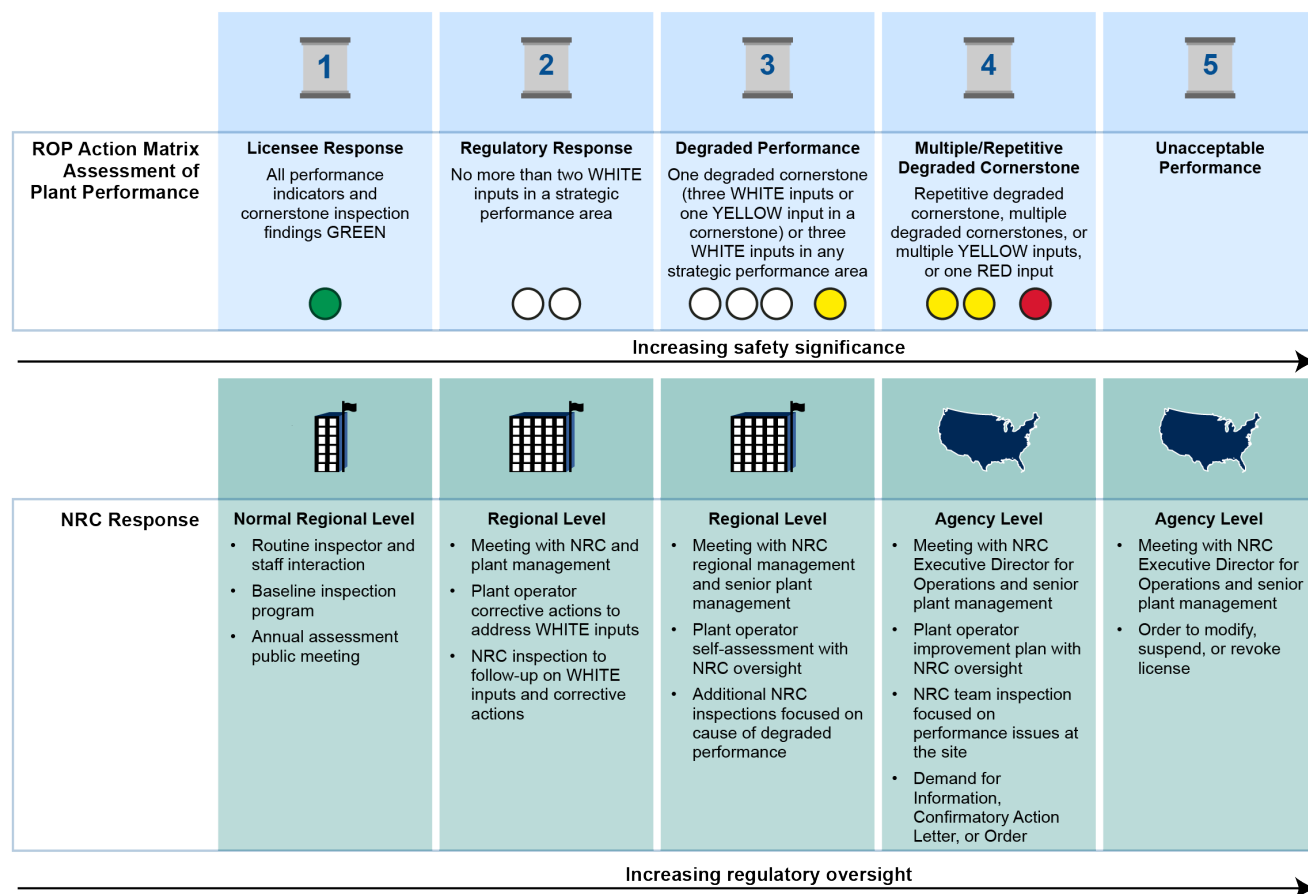 1
2
3
4
5
ROP Action Matrix
Assessment of
Plant Performance
Licensee Response
All performance
indicators and
cornerstone inspection
findings GREEN
Regulatory Response
No more than two WHITE
inputs in a strategic
performance area
Degraded Performance
One degraded cornerstone
(three WHITE inputs or
one YELLOW input in a
cornerstone) or three
WHITE inputs in any
strategic performance area
Multiple/Repetitive
Degraded Cornerstone
Repetitive degraded
cornerstone, multiple
degraded cornerstones, or
multiple YELLOW inputs,
or one RED input
Unacceptable
Performance
Increasing safety significance
NRC Response
Normal Regional Level
• Routine inspector and
staff interaction
• Baseline inspection
program
• Annual assessment
public meeting
Regional Level
• Meeting with NRC and
plant management
• Plant operator
corrective actions to
address WHITE inputs
• NRC inspection to
follow-up on WHITE
inputs and corrective
actions
Regional Level
• Meeting with NRC
regional management
and senior plant
management
• Plant operator
self-assessment with
NRC oversight
• Additional NRC
inspections focused on
cause of degraded
performance
Agency Level
• Meeting with NRC
Executive Director for
Operations and senior
plant management
• Plant operator
improvement plan with
NRC oversight
• NRC team inspection
focused on
performance issues at
the site
• Demand for
Information,
Confirmatory Action
Letter, or Order
Agency Level
• Meeting with NRC
Executive Director for
Operations and senior
plant management
• Order to modify,
suspend, or revoke
license
Increasing regulatory oversight